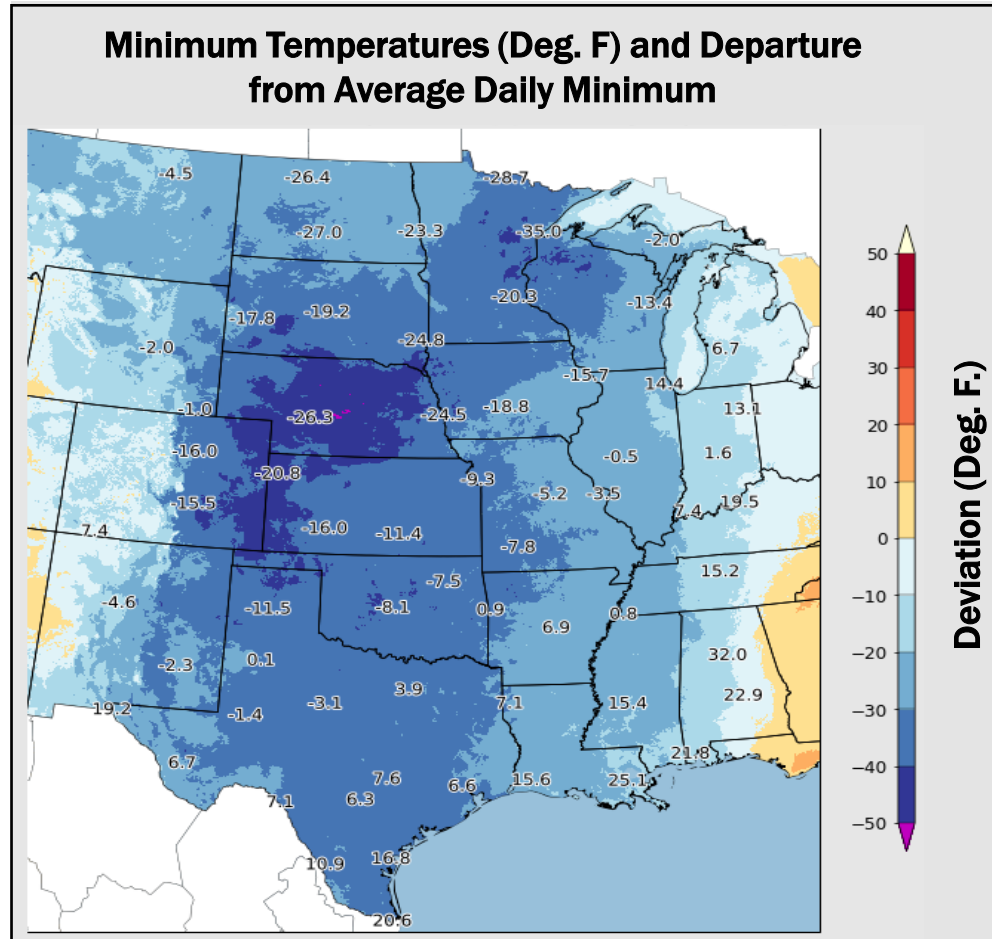 Minimum Temperatures (Deg. F) and Departure
from Average Daily Minimum
-4.5 -26.4 -28.7
-27.0 -23.3 -35.0 -2.0
-17.8 -19.2 -20.3 -13.4
-2.0 -24.8 6.7
-15.7 14.4
-1.0 -26.3 -24.5 -18.8 13.1
-16.0 -20.8 -9.3 -0.5 1.6
-15.5 -5.2 -3.5 7.4 19.5
7.4 -16.0 -11.4 -7.8
-4.6 -11.5 -7.5 15.2
-8.1 0.9 6.9 0.8
-2.3 0.1 32.0
19.2 -1.4 -3.1 3.9 7.1 15.4 22.9
6.7 21.8
7.1 7.6 6.6 15.6 25.1
6.3
10.9 16.8
20.6
50
40
30
20
10
0
−10
−20
−30
−40
−50
Deviation (Deg. F.)